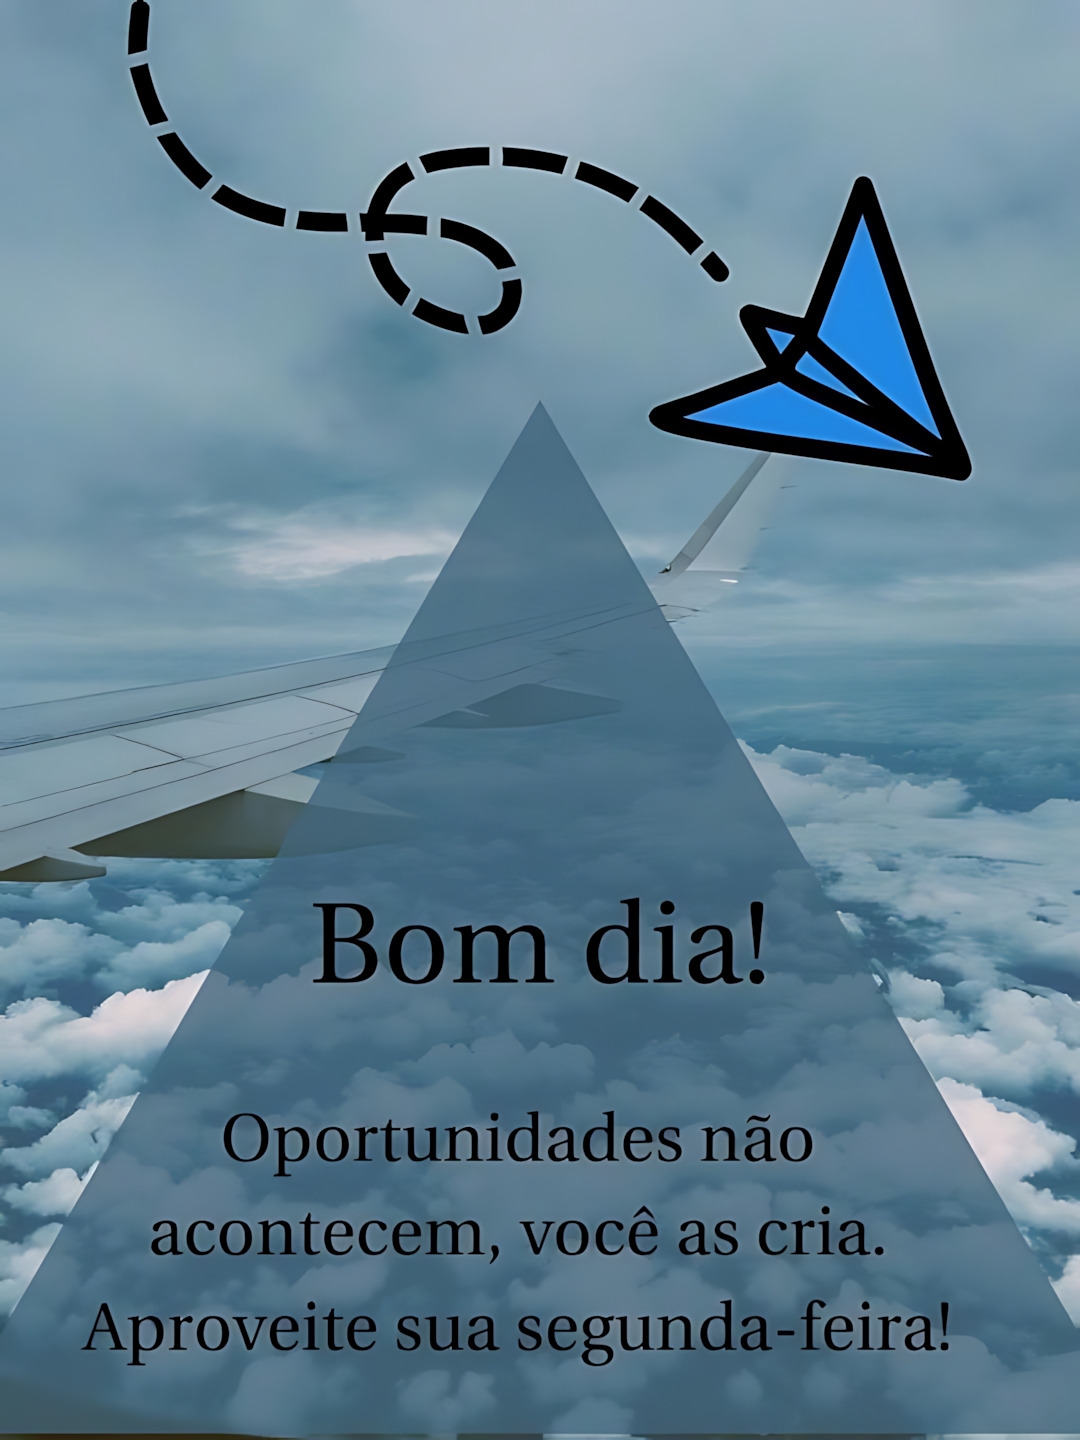 Bom dia!
Oportunidades não
acontecem, você as cria.
Aproveite sua segunda-feira!